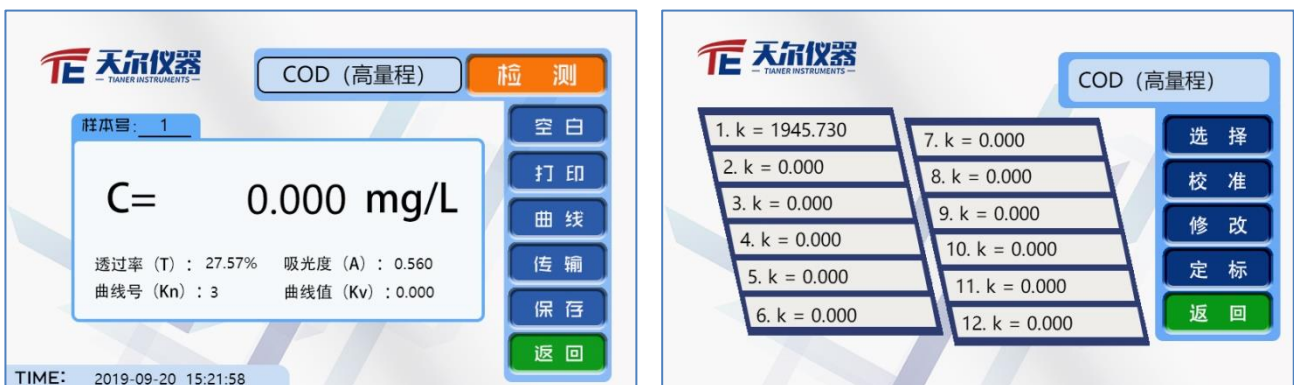 天尔仪器
TIANER INSTRUMENTS
COD (高量程)
检 测
样本号: 1
C= 0.000 mg/L
透过率 (T) : 27.57% 吸光度 (A) : 0.560
曲线号 (Kn) : 3 曲线值 (Kv) : 0.000
空 白
打 印
曲 线
传 输
保 存
返 回
TIME: 2019-09-20 15:21:58
天尔仪器
TIANER INSTRUMENTS
COD (高量程)
1. k = 1945.730
2. k = 0.000
3. k = 0.000
4. k = 0.000
5. k = 0.000
6. k = 0.000
7. k = 0.000
8. k = 0.000
9. k = 0.000
10. k = 0.000
11. k = 0.000
12. k = 0.000
选 择
校 准
修 改
定 标
返 回